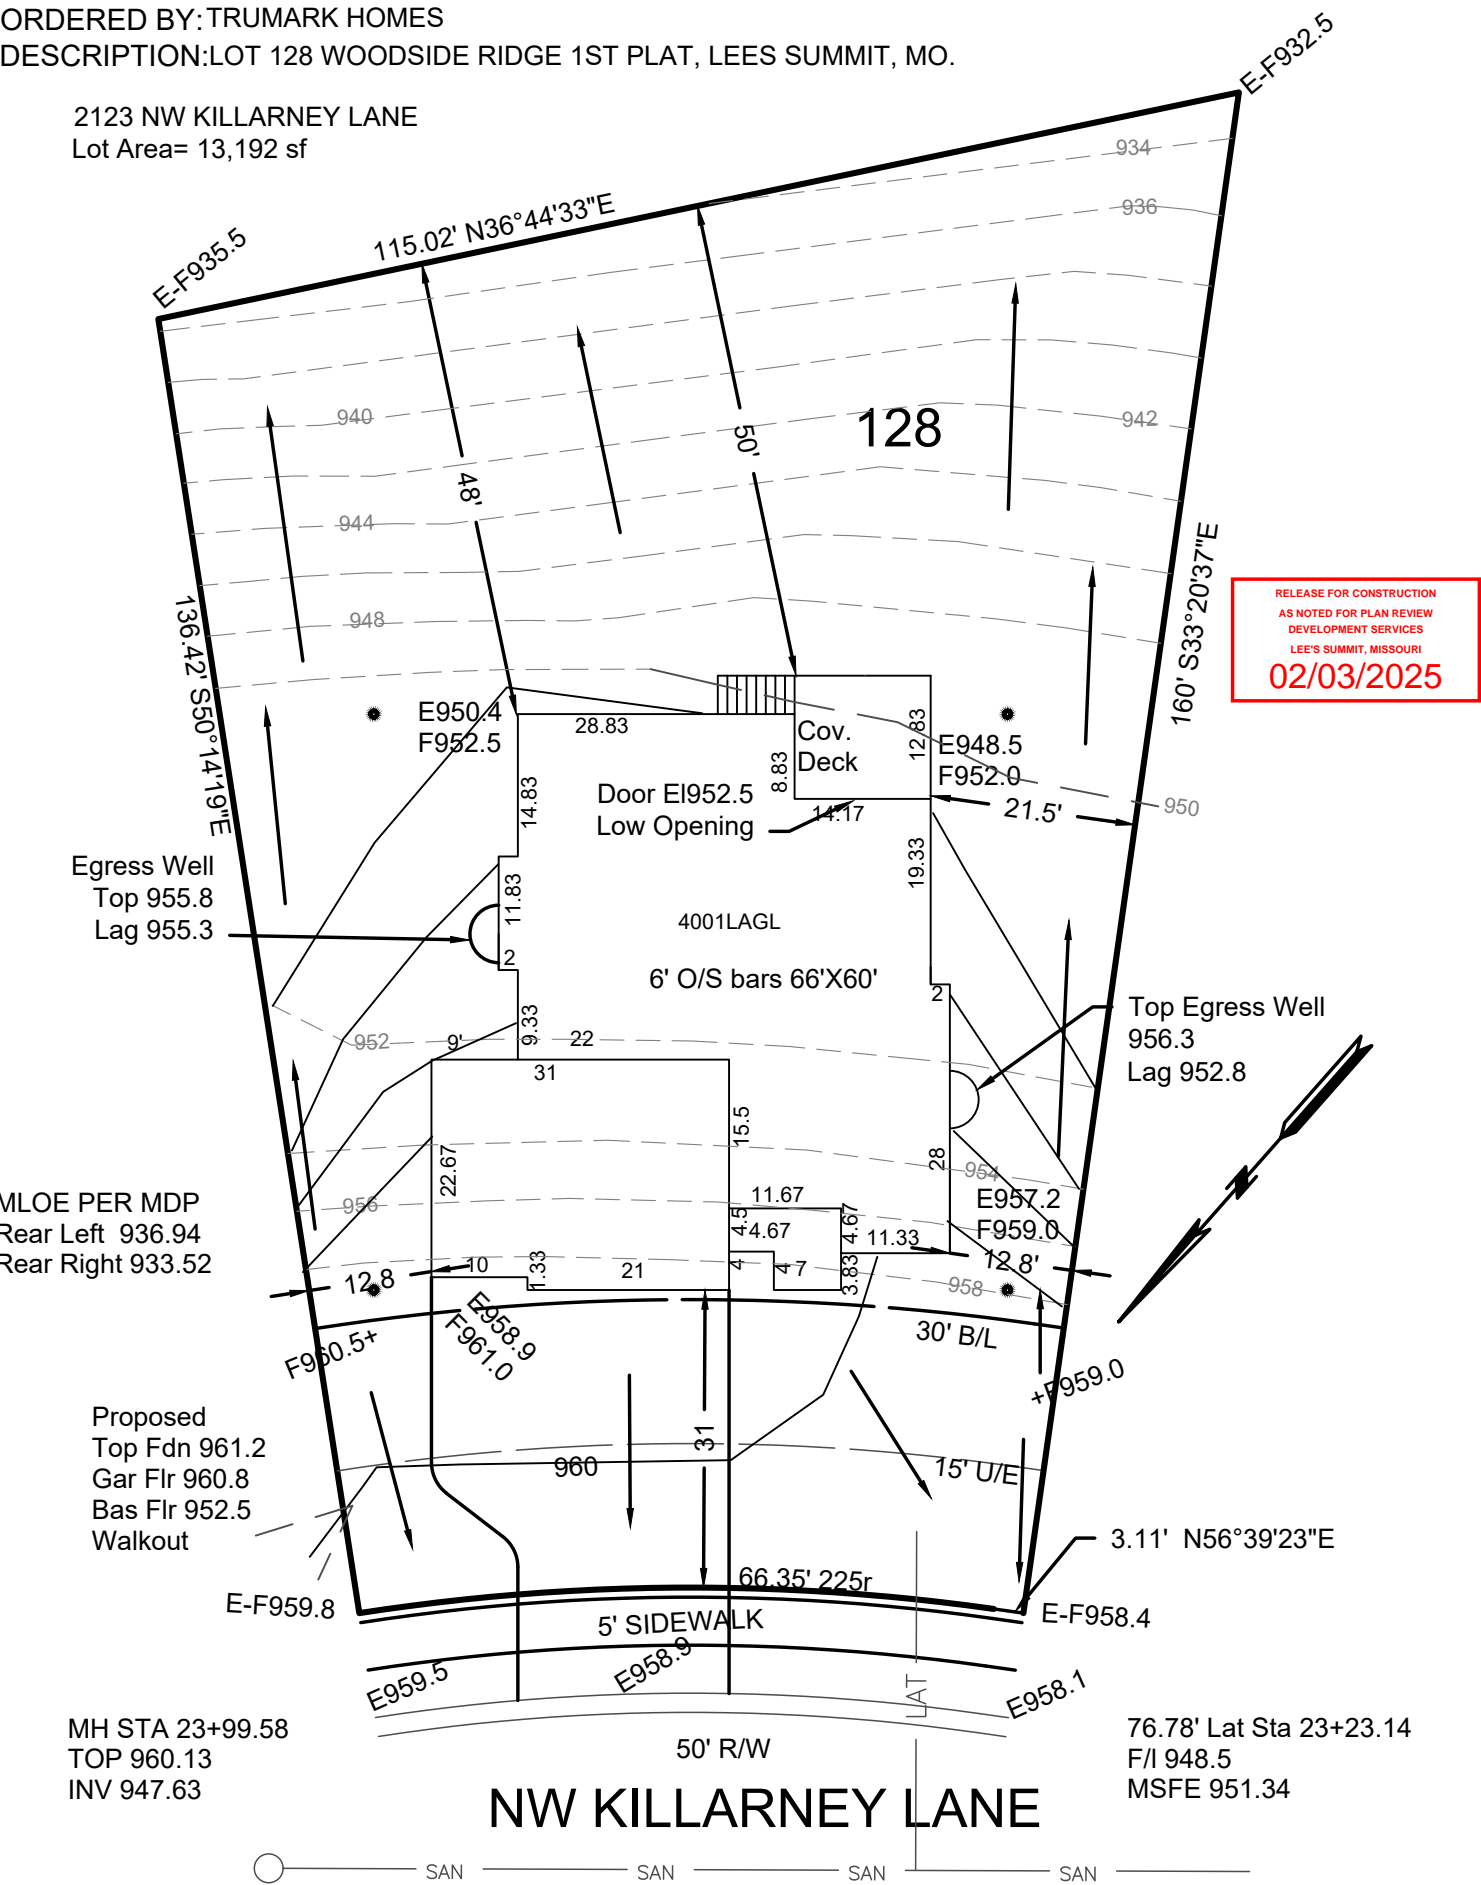 ORDERED BY: TRUMARK HOMES
DESCRIPTION: LOT 128 WOODSIDE RIDGE 1ST PLAT, LEES SUMMIT, MO.
2123 NW KILLARNEY LANE
Lot Area= 13,192 sf
E-F932.5
934
936
115.02' N36°44'33"E
E-F935.5
940
128
942
50'
48'
944
948
136.42' S50°14'19"E
160' S33°20'37"E
RELEASE FOR CONSTRUCTION
AS NOTED FOR PLAN REVIEW
DEVELOPMENT SERVICES
LEE'S SUMMIT, MISSOURI
02/03/2025
E950.4
F952.5
28.83
Cov.
Deck
12.83
8.83
E948.5
F952.0
950
21.5'
14.83
Door El952.5
Low Opening
14.17
19.33
Egress Well
Top 955.8
Lag 955.3
11.83
2
4001LAGL
6' O/S bars 66'X60'
2
Top Egress Well
956.3
Lag 952.8
952
9'
9.33
22
31
15.5
22.67
28
954
956
MLOE PER MDP
Rear Left 936.94
Rear Right 933.52
11.67
4.5
4.67
4.67
11.33
E957.2
F959.0
12.8'
12.8
10
1.33
21
4
4
7
3.83
958
E958.9
F961.0
F960.5+
30' B/L
+F959.0
Proposed
Top Fdn 961.2
Gar Flr 960.8
Bas Flr 952.5
Walkout
31
960
15' U/E
3.11' N56°39'23"E
66.35' 225r
E-F959.8
E-F958.4
5' SIDEWALK
E959.5
E958.9
E958.1
LAT
MH STA 23+99.58
TOP 960.13
INV 947.63
50' R/W
76.78' Lat Sta 23+23.14
F/l 948.5
MSFE 951.34
NW KILLARNEY LANE
SAN
SAN
SAN
SAN